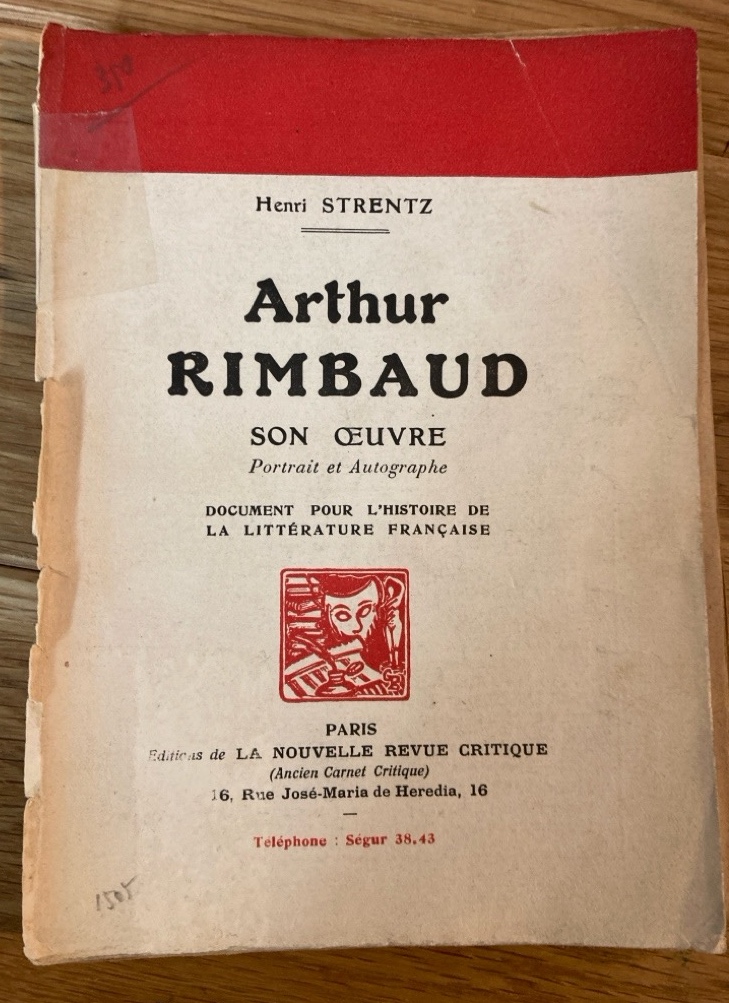 Henri STRENTZ
Arthur
RIMBAUD
SON ŒUVRE
Portrait et Autographe
DOCUMENT POUR L'HISTOIRE DE
LA LITTÉRATURE FRANÇAISE
PARIS
Editions de LA NOUVELLE REVUE CRITIQUE
(Ancien Carnet Critique)
16, Rue José-Maria de Heredia, 16
Téléphone : Ségur 38.43